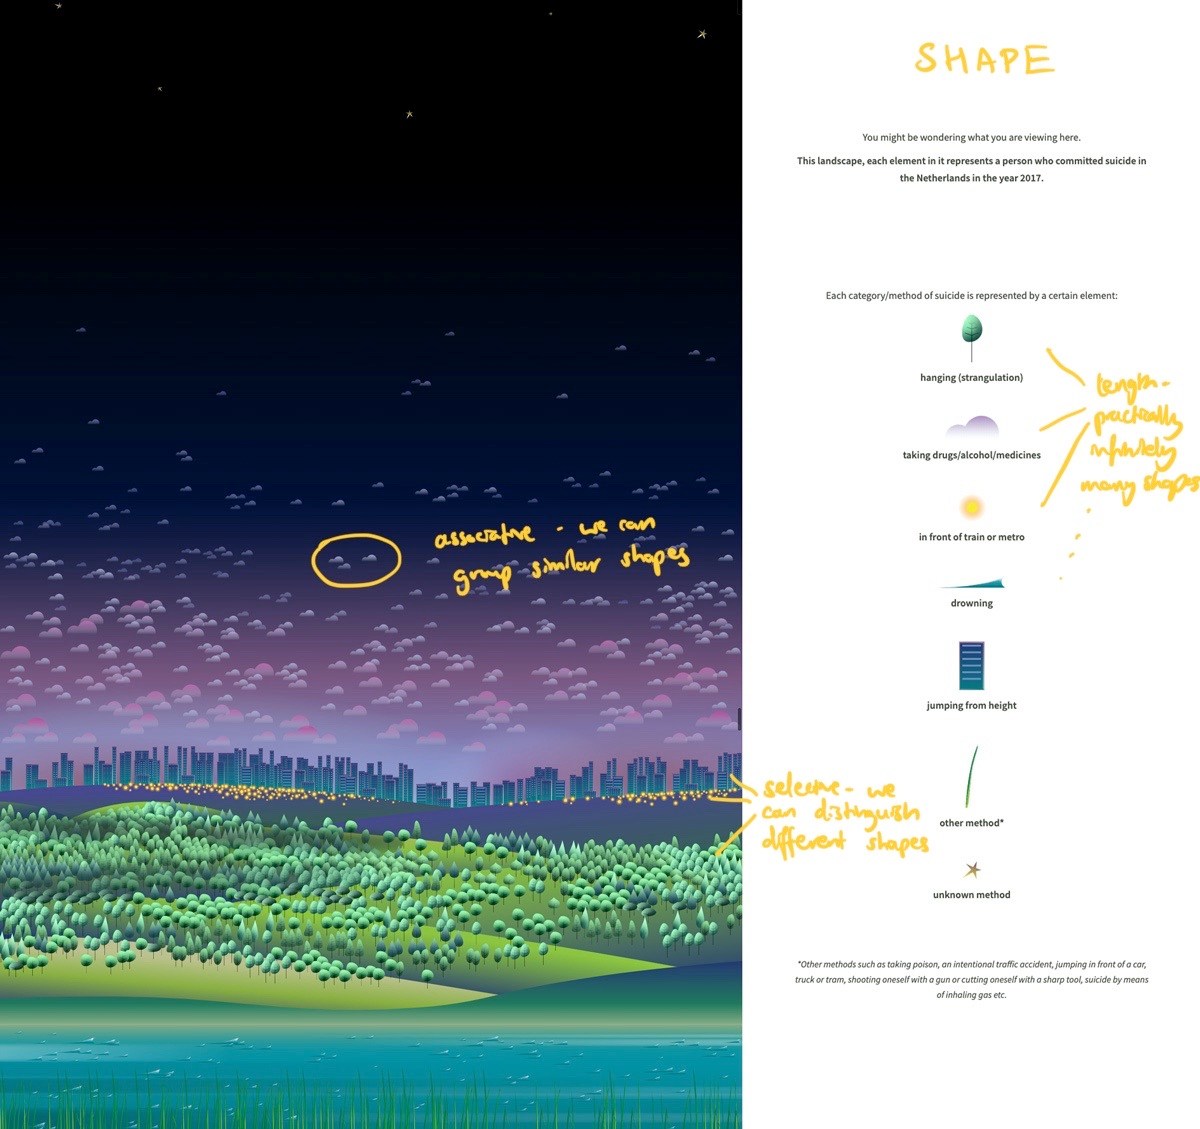 SHAPE
You might be wondering what you are viewing here.
This landscape, each element in it represents a person who committed suicide in
the Netherlands in the year 2017.
Each category/method of suicide is represented by a certain element:
hanging (strangulation)
taking drugs/alcohol/medicines
in front of train or metro
drowning
jumping from height
other method*
unknown method
*Other methods such as taking poison, an intentional traffic accident, jumping in front of a car,
truck or tram, shooting oneself with a gun or cutting oneself with a sharp tool, suicide by means
of inhaling gas etc.
length -
practically
infinitely
many shapes
associative - we can
group similar shapes
selective - we
can distinguish
different shapes